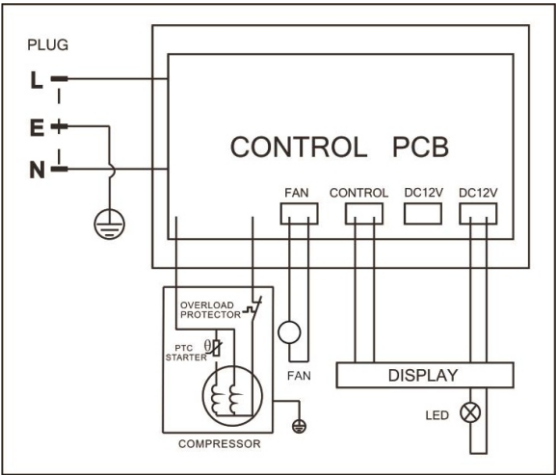 PLUG
L
E
N
CONTROL PCB
FAN CONTROL DC12V DC12V
OVERLOAD
PROTECTOR
PTC
STARTER
θ
FAN
DISPLAY
LED
COMPRESSOR